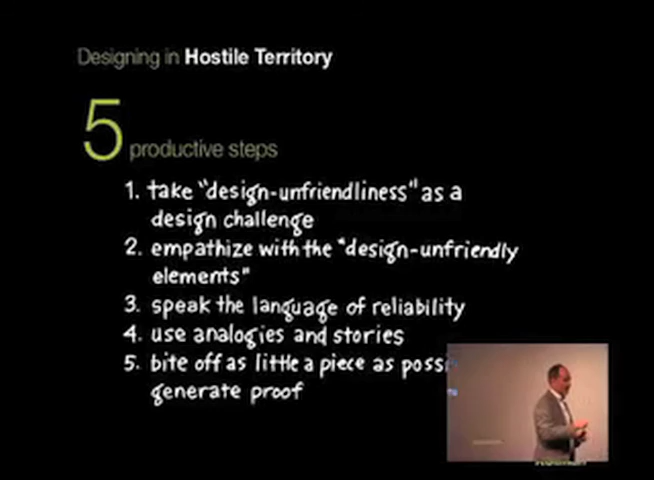 Designing in Hostile Territory
5 productive steps
1. take "design-unfriendliness" as a
design challenge
2. empathize with the "design-unfriendly
elements"
3. speak the language of reliability
4. use analogies and stories
5. bite off as little a piece as
generate proof